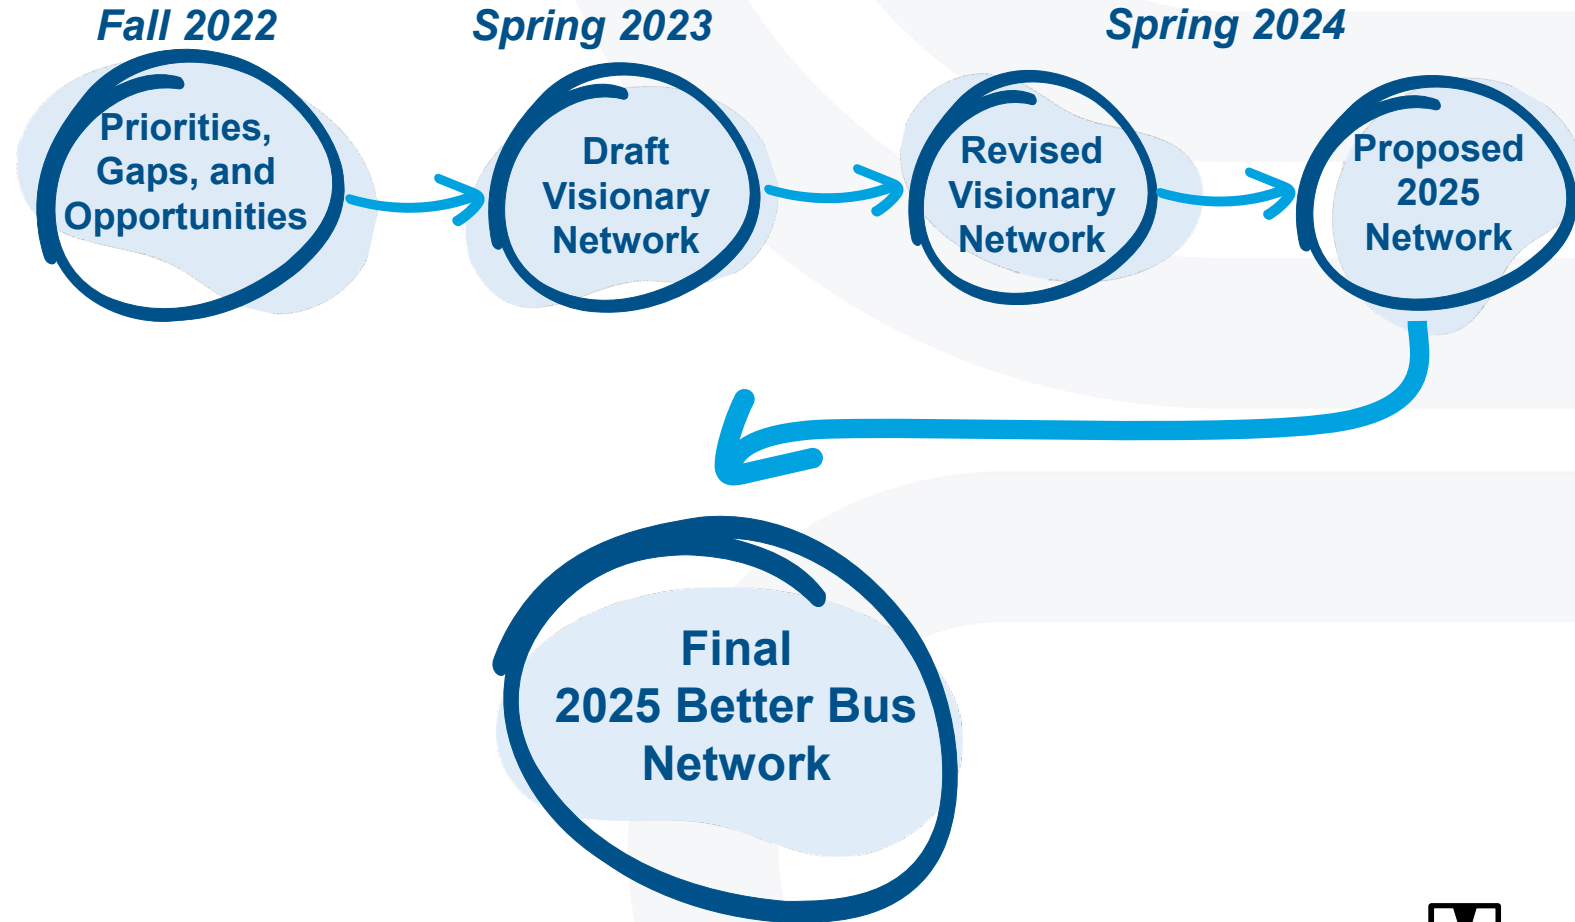 Fall 2022
Spring 2023
Spring 2024
Priorities,
Gaps, and
Opportunities
Draft
Visionary
Network
Revised
Visionary
Network
Proposed
2025
Network
Final
2025 Better Bus
Network